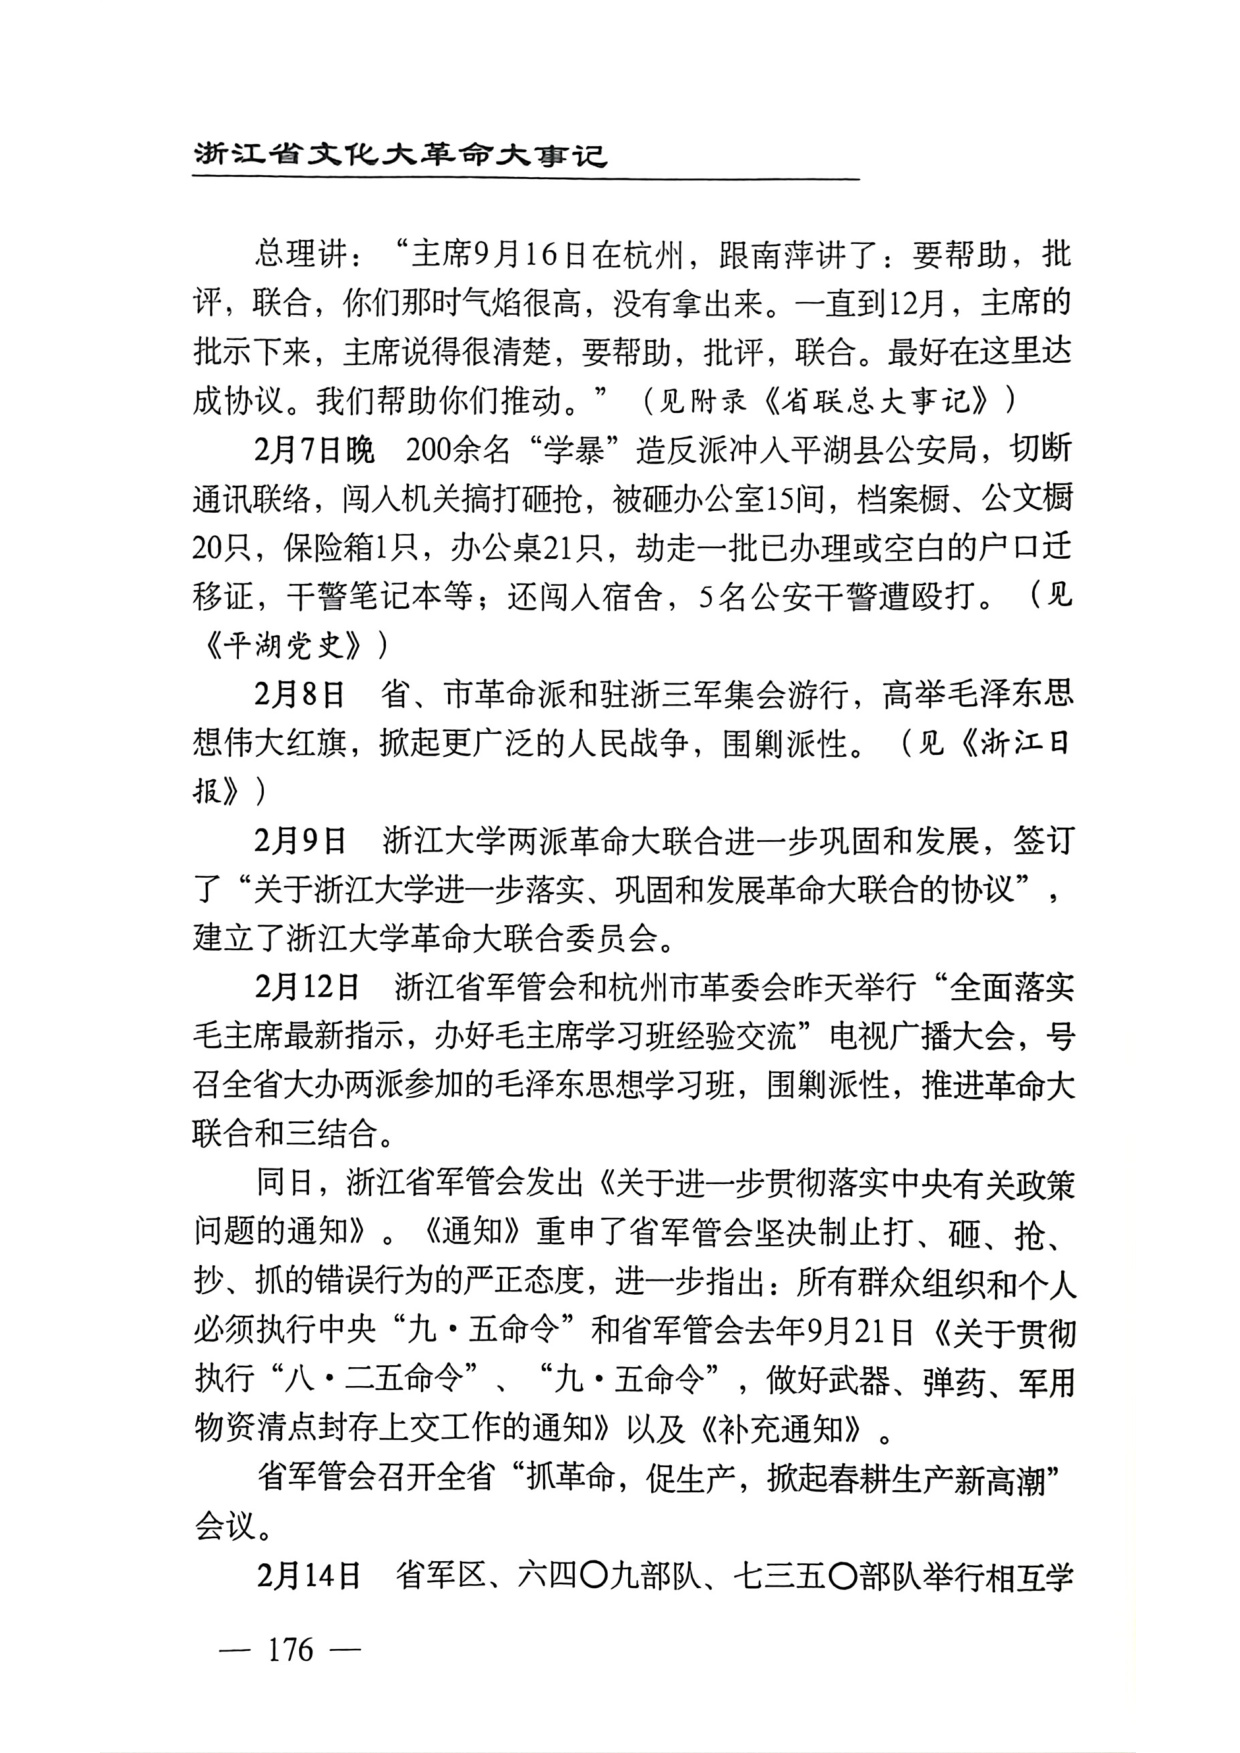 浙江省文化大革命大事记
总理讲：“主席9月16日在杭州，跟南萍讲了：要帮助，批
评，联合，你们那时气焰很高，没有拿出来。一直到12月，主席的
批示下来，主席说得很清楚，要帮助，批评，联合。最好在这里达
成协议。我们帮助你们推动。”（见附录《省联总大事记》）
2月7日晚　200余名“学暴”造反派冲入平湖县公安局，切断
通讯联络，闯入机关搞打砸抢，被砸办公室15间，档案橱、公文橱
20只，保险箱1只，办公桌21只，劫走一批已办理或空白的户口迁
移证，干警笔记本等；还闯入宿舍，5名公安干警遭殴打。（见
《平湖党史》）
2月8日　省、市革命派和驻浙三军集会游行，高举毛泽东思
想伟大红旗，掀起更广泛的人民战争，围剿派性。（见《浙江日
报》）
2月9日　浙江大学两派革命大联合进一步巩固和发展，签订
了“关于浙江大学进一步落实、巩固和发展革命大联合的协议”，
建立了浙江大学革命大联合委员会。
2月12日　浙江省军管会和杭州市革委会昨天举行“全面落实
毛主席最新指示，办好毛主席学习班经验交流”电视广播大会，号
召全省大办两派参加的毛泽东思想学习班，围剿派性，推进革命大
联合和三结合。
同日，浙江省军管会发出《关于进一步贯彻落实中央有关政策
问题的通知》。《通知》重申了省军管会坚决制止打、砸、抢、
抄、抓的错误行为的严正态度，进一步指出：所有群众组织和个人
必须执行中央“九·五命令”和省军管会去年9月21日《关于贯彻
执行“八·二五命令”、“九·五命令”，做好武器、弹药、军用
物资清点封存上交工作的通知》以及《补充通知》。
省军管会召开全省“抓革命，促生产，掀起春耕生产新高潮”
会议。
2月14日　省军区、六四〇九部队、七三五〇部队举行相互学
— 176 —